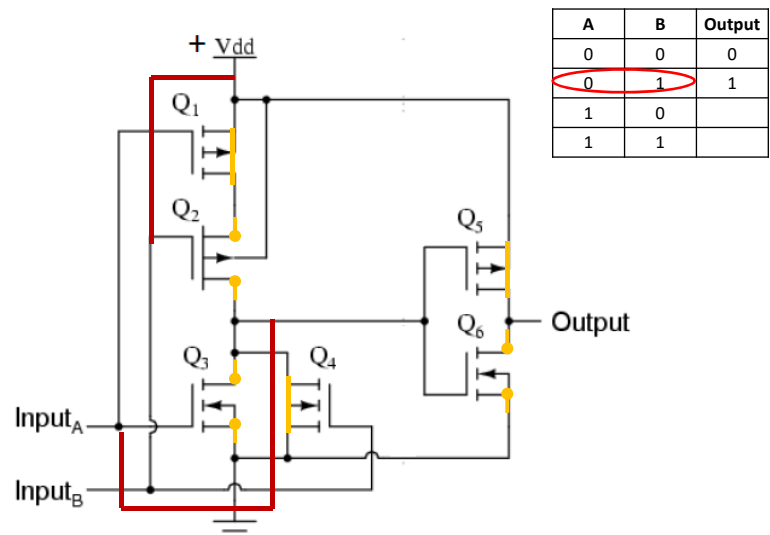 + Vdd
Q1
Q2
Q3
Q4
Q5
Q6
InputA
InputB
Output
A B Output
0 0 0
0 1 1
1 0
1 1